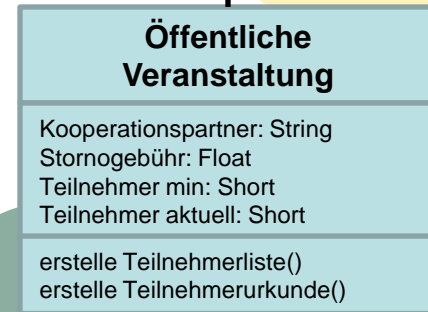 Öffentliche
Veranstaltung
Kooperationspartner: String
Stornogebühr: Float
Teilnehmer min: Short
Teilnehmer aktuell: Short
erstelle Teilnehmerliste()
erstelle Teilnehmerurkunde()